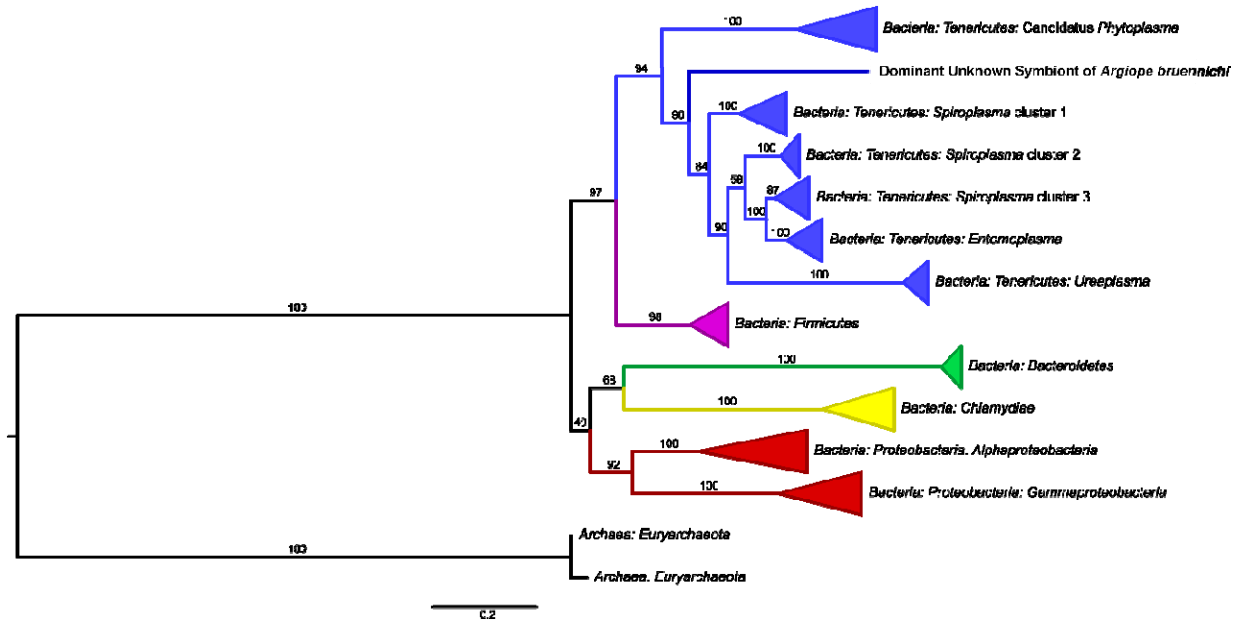 100
Bacteria: Tenericutes: Candidatus Phytoplasma
94
Dominant Unknown Symbiont of Argiope bruennichi
80
100
Bacteria: Tenericutes: Spiroplasma cluster 1
84
100
Bacteria: Tenericutes: Spiroplasma cluster 2
58
87
Bacteria: Tenericutes: Spiroplasma cluster 3
100
97
90
100
Bacteria: Tenericutes: Entomoplasma
100
Bacteria: Tenericutes: Ureaplasma
100
98
Bacteria: Firmicutes
100
Bacteria: Bacteroidetes
63
100
Bacteria: Chlamydiae
40
100
Bacteria: Proteobacteria: Alphaproteobacteria
92
100
Bacteria: Proteobacteria: Gammaproteobacteria
Archaea: Euryarchaeota
100
Archaea: Euryarchaeota
0.2